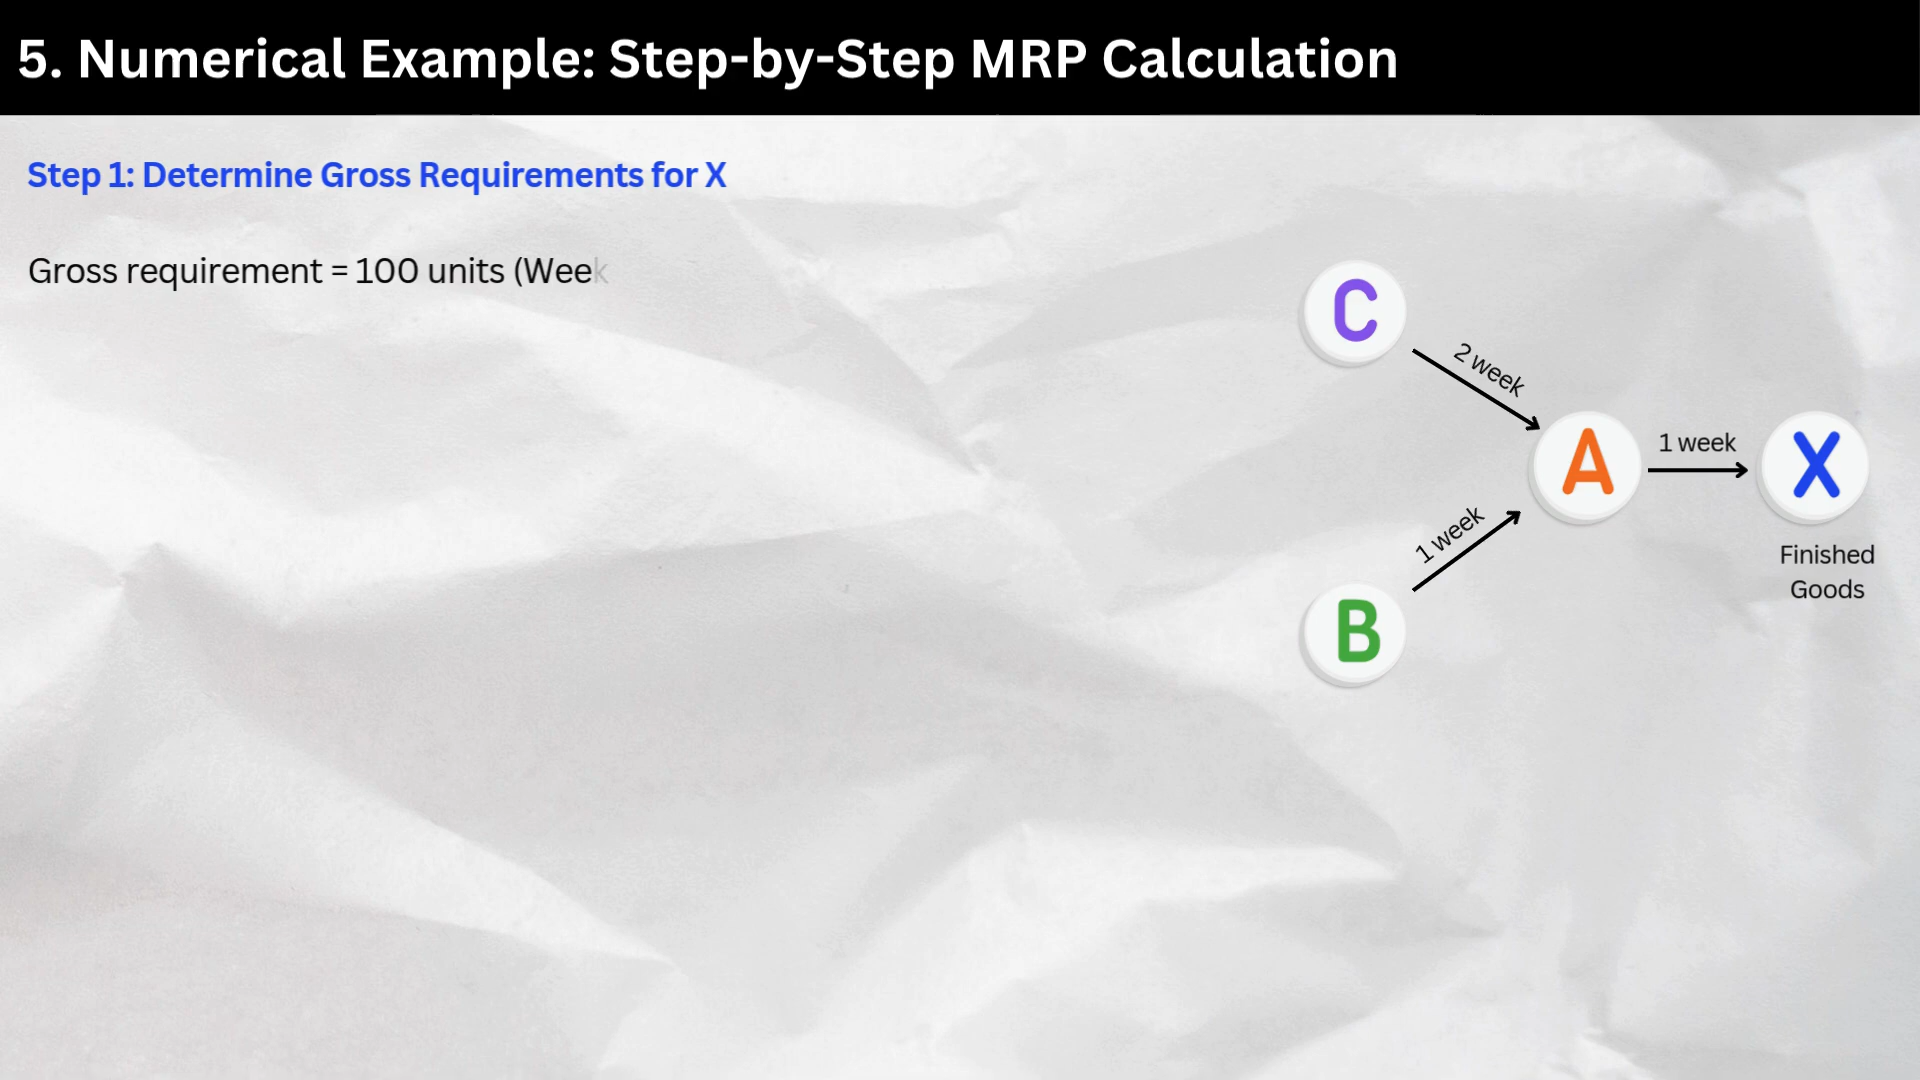 5. Numerical Example: Step-by-Step MRP Calculation
Step 1: Determine Gross Requirements for X
Gross requirement = 100 units (Week
C
2 week
A
1 week
X
1 week
B
Finished
Goods